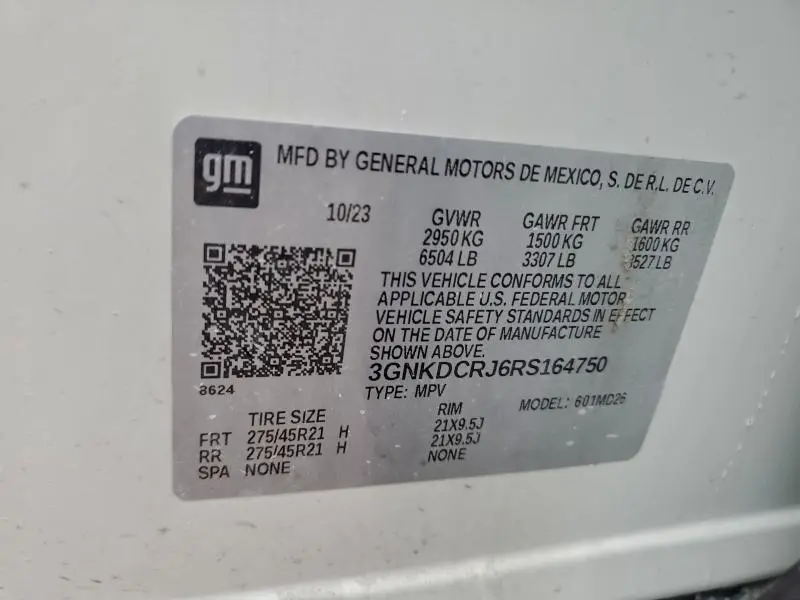 gm
MFD BY GENERAL MOTORS DE MEXICO, S. DE R.L. DE C.V.
10/23 GVWR GAWR FRT GAWR RR
2950 KG 1500 KG 1600 KG
6504 LB 3307 LB 3527 LB
THIS VEHICLE CONFORMS TO ALL
APPLICABLE U.S. FEDERAL MOTOR
VEHICLE SAFETY STANDARDS IN EFFECT
ON THE DATE OF MANUFACTURE
SHOWN ABOVE.
3GNKDCRJ6RS164750
8624 TYPE: MPV MODEL: 601MD26
TIRE SIZE RIM
FRT 275/45R21 H 21X9.5J
RR 275/45R21 H 21X9.5J
SPA NONE NONE